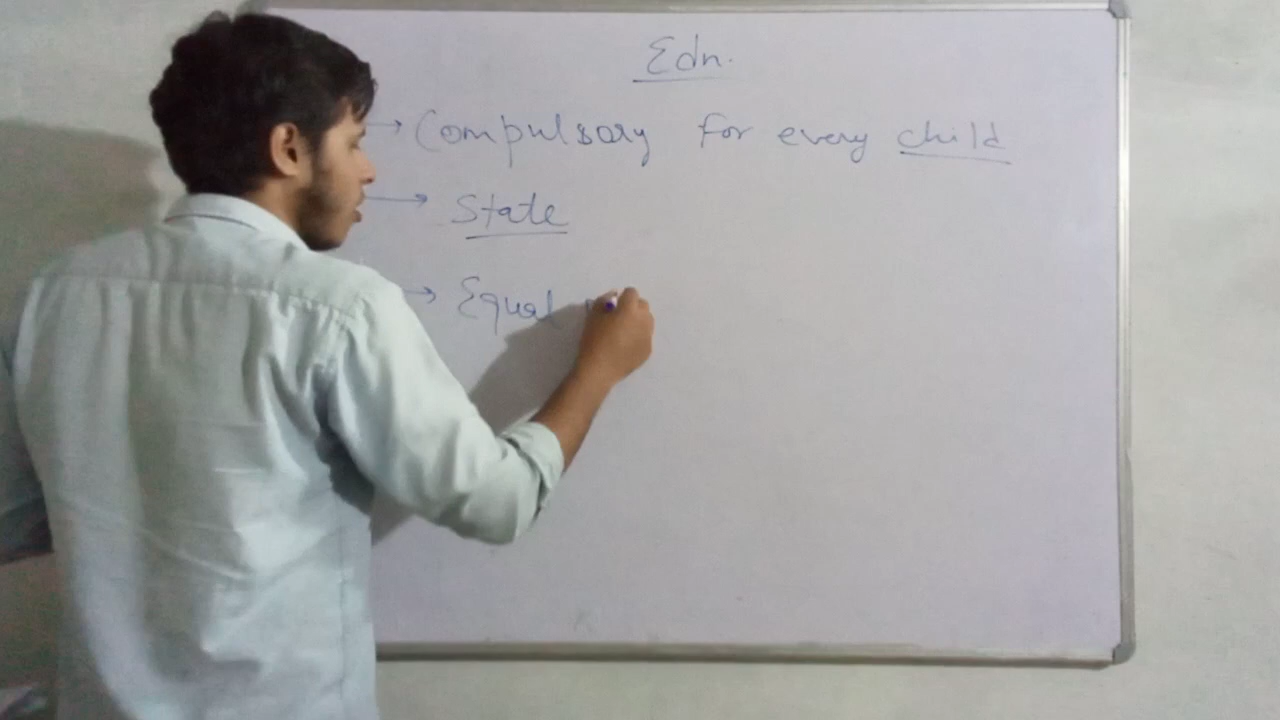 Edn.
→ Compulsory for every child
→ State
→ Equal